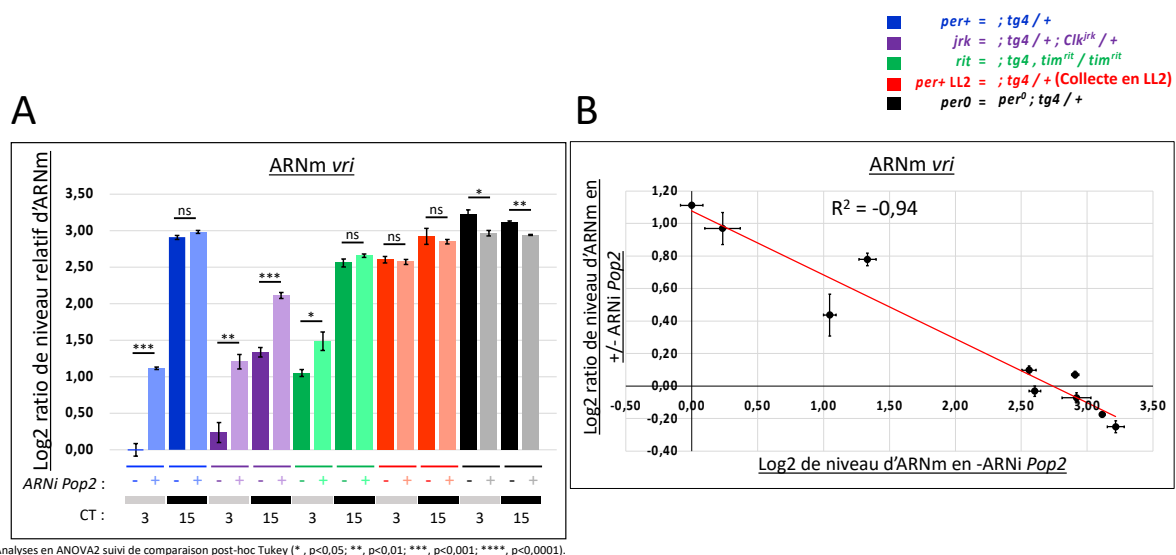 per+ = ; tg4 / +
jrk = ; tg4 / + ; Clkjrk / +
rit = ; tg4 , timrit / timrit
per+ LL2 = ; tg4 / + (Collecte en LL2)
per0 = per0 ; tg4 / +
A
ARNm vri
Log2 ratio de niveau relatif d'ARNm
3,50
3,00
2,50
2,00
1,50
1,00
0,50
0,00
*** ns ** *** * ns ns ns * **
ARNi Pop2 : - + - + - + - + - + - + - + - + - + - +
CT : 3 15 3 15 3 15 3 15 3 15
Analyses en ANOVA2 suivi de comparaison post-hoc Tukey (* , p<0,05; **, p<0,01; ***, p<0,001; ****, p<0,0001).
B
ARNm vri
Log2 ratio de niveau d'ARNm en
+/- ARNi Pop2
1,20
1,00
0,80
0,60
0,40
0,20
0,00
-0,20
-0,40
R2 = -0,94
-0,50 0,00 0,50 1,00 1,50 2,00 2,50 3,00 3,50
Log2 de niveau d'ARNm en -ARNi Pop2